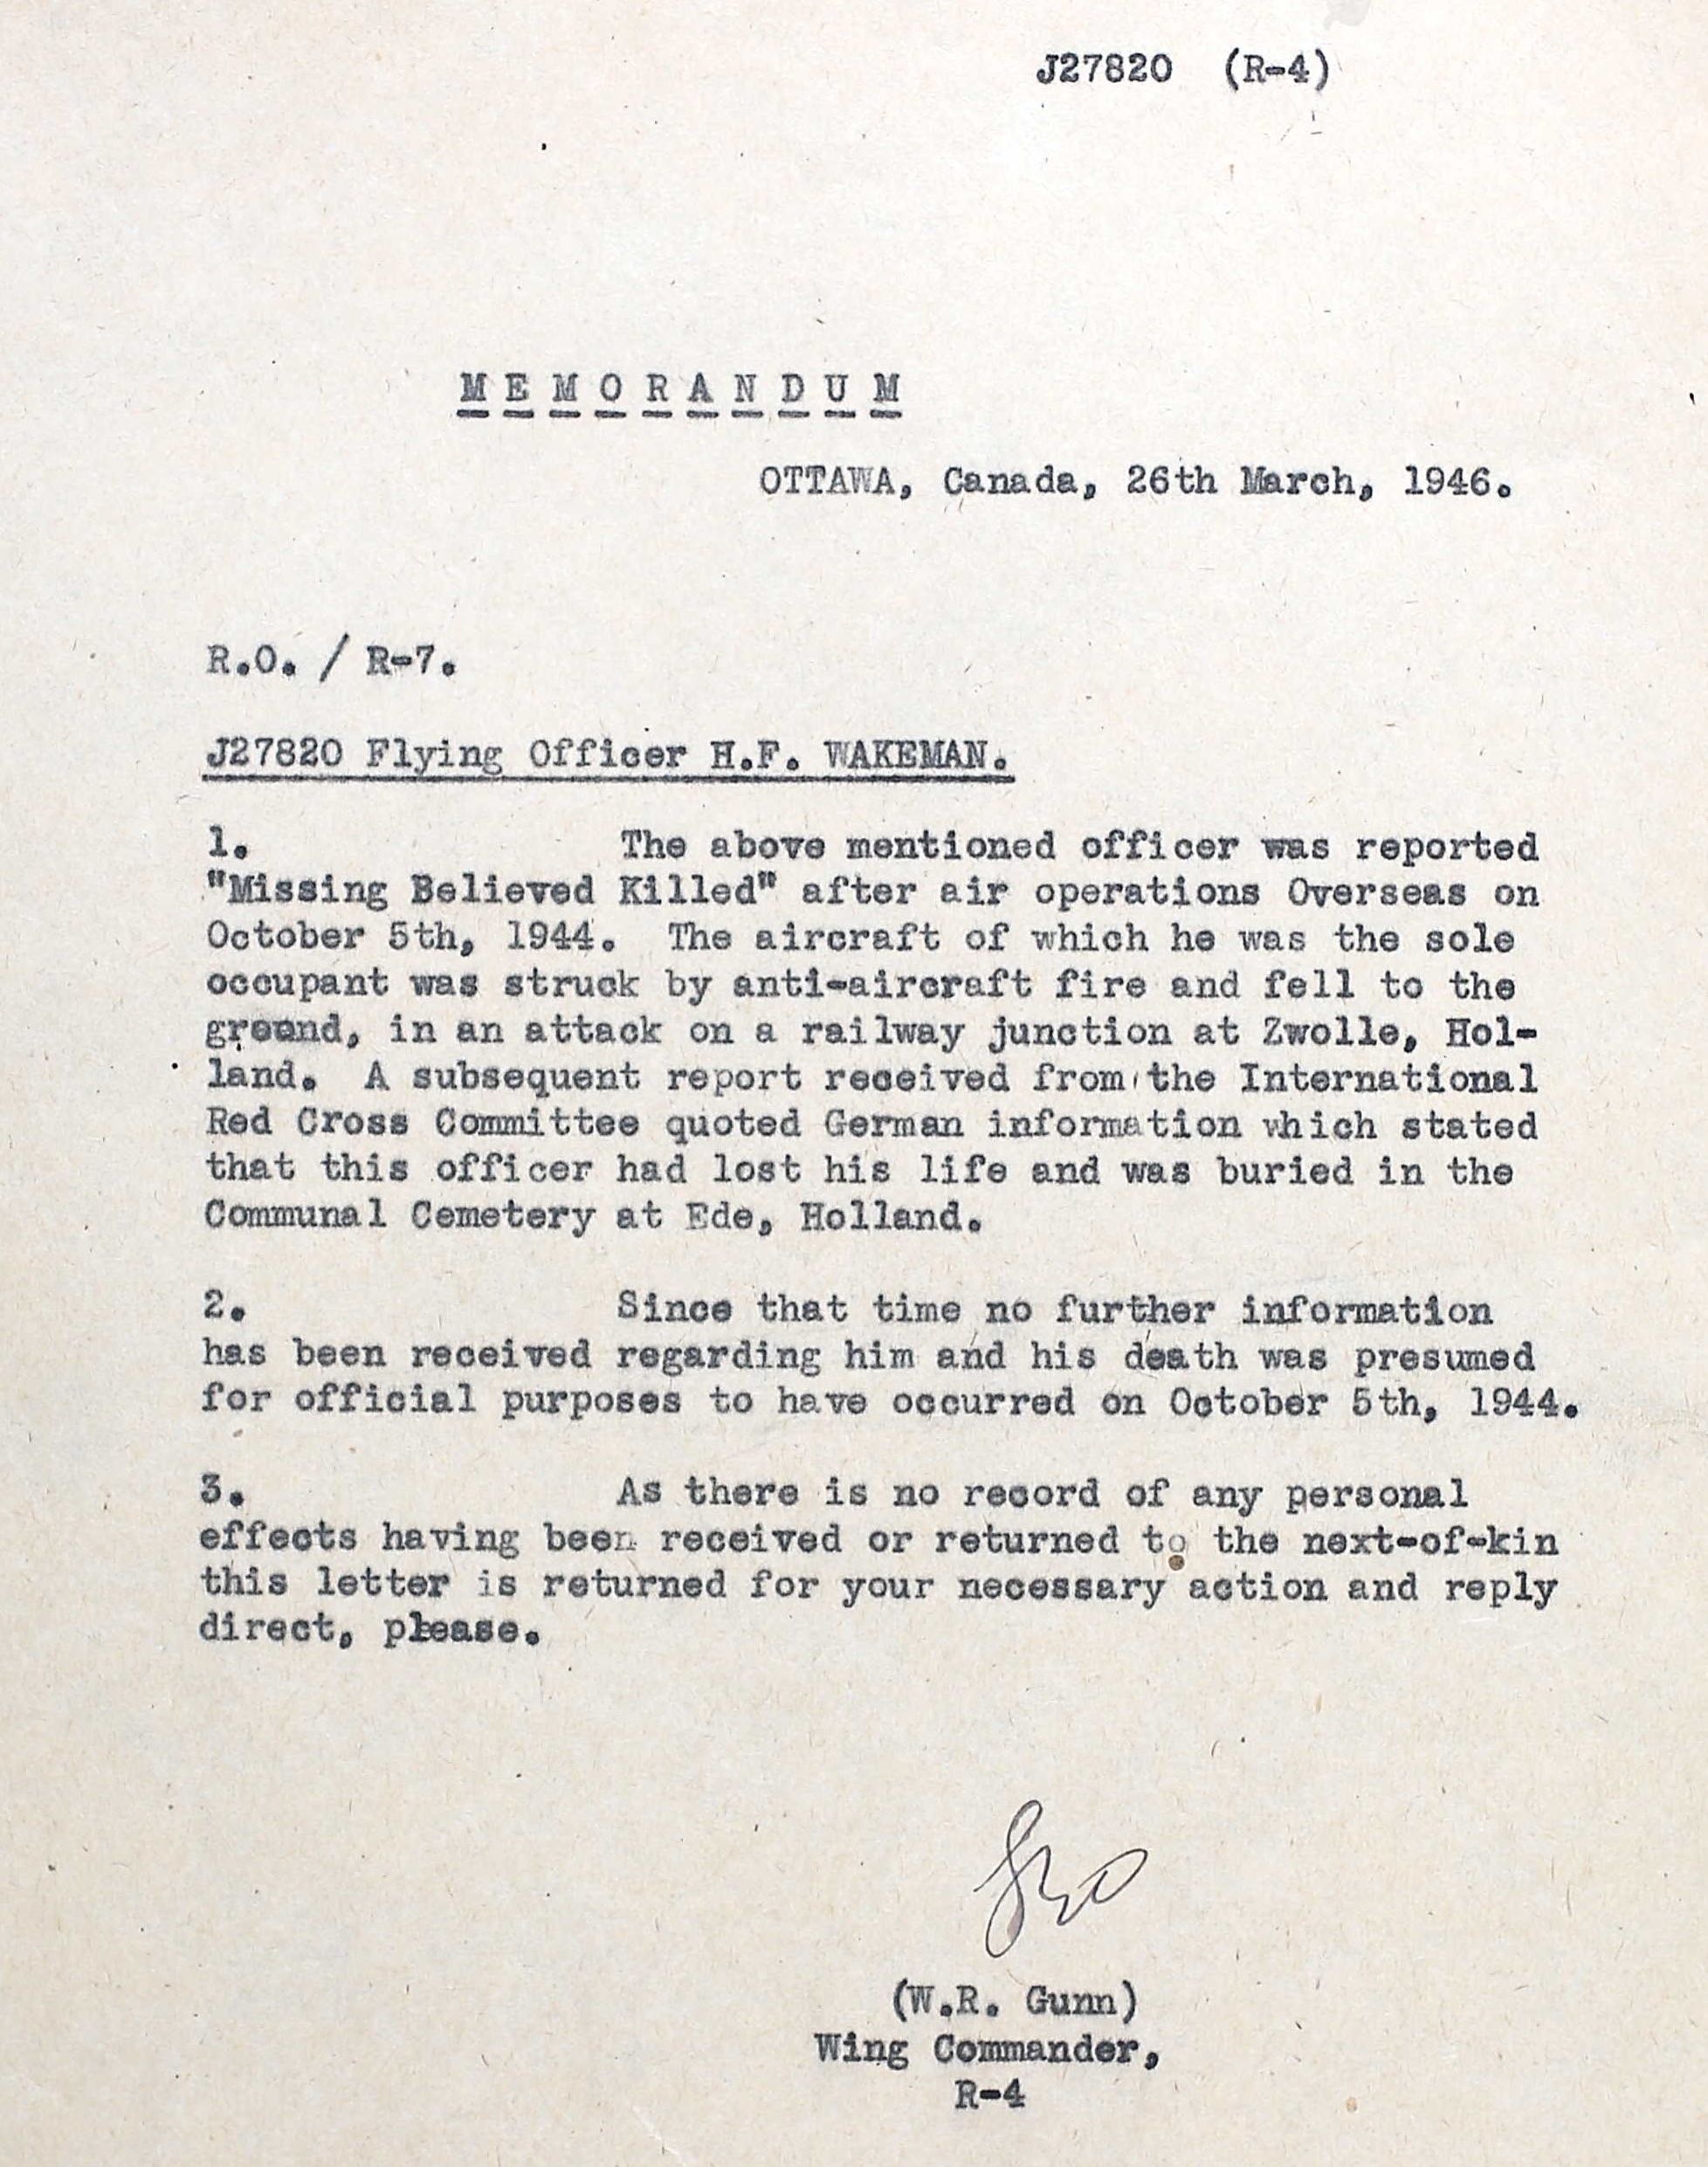 J27820 (R-4)
MEMORANDUM
OTTAWA, Canada, 26th March, 1946.
R.O. / R-7.
J27820 Flying Officer H.F. WAKEMAN.
1. The above mentioned officer was reported
"Missing Believed Killed" after air operations Overseas on
October 5th, 1944. The aircraft of which he was the sole
occupant was struck by anti-aircraft fire and fell to the
ground, in an attack on a railway junction at Zwolle, Hol-
land. A subsequent report received from the International
Red Cross Committee quoted German information which stated
that this officer had lost his life and was buried in the
Communal Cemetery at Ede, Holland.
2. Since that time no further information
has been received regarding him and his death was presumed
for official purposes to have occurred on October 5th, 1944.
3. As there is no record of any personal
effects having been received or returned to the next-of-kin
this letter is returned for your necessary action and reply
direct, please.
(W.R. Gunn)
Wing Commander,
R-4